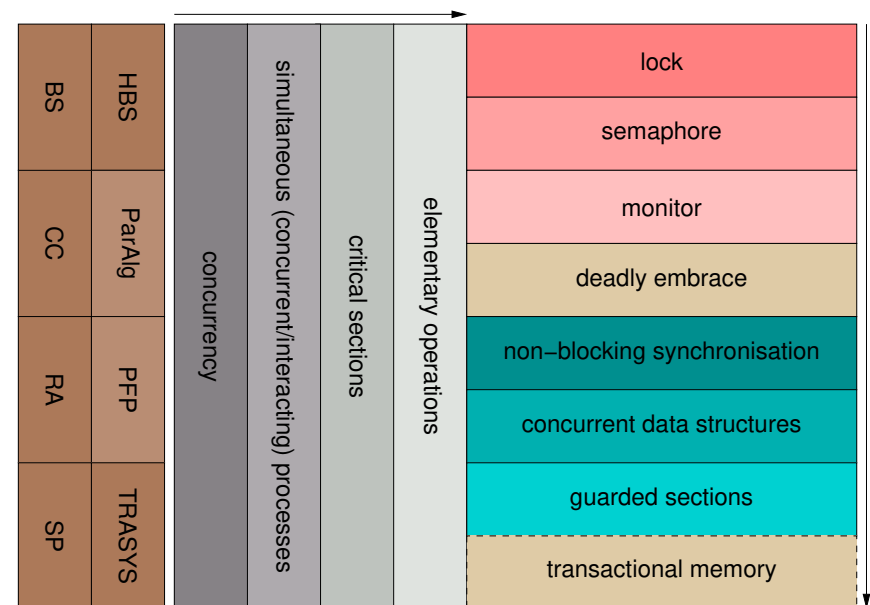 BS
HBS
CC
ParAlg
RA
PFP
SP
TRASYS
concurrency
simultaneous (concurrent/interacting) processes
critical sections
elementary operations
lock
semaphore
monitor
deadly embrace
non−blocking synchronisation
concurrent data structures
guarded sections
transactional memory